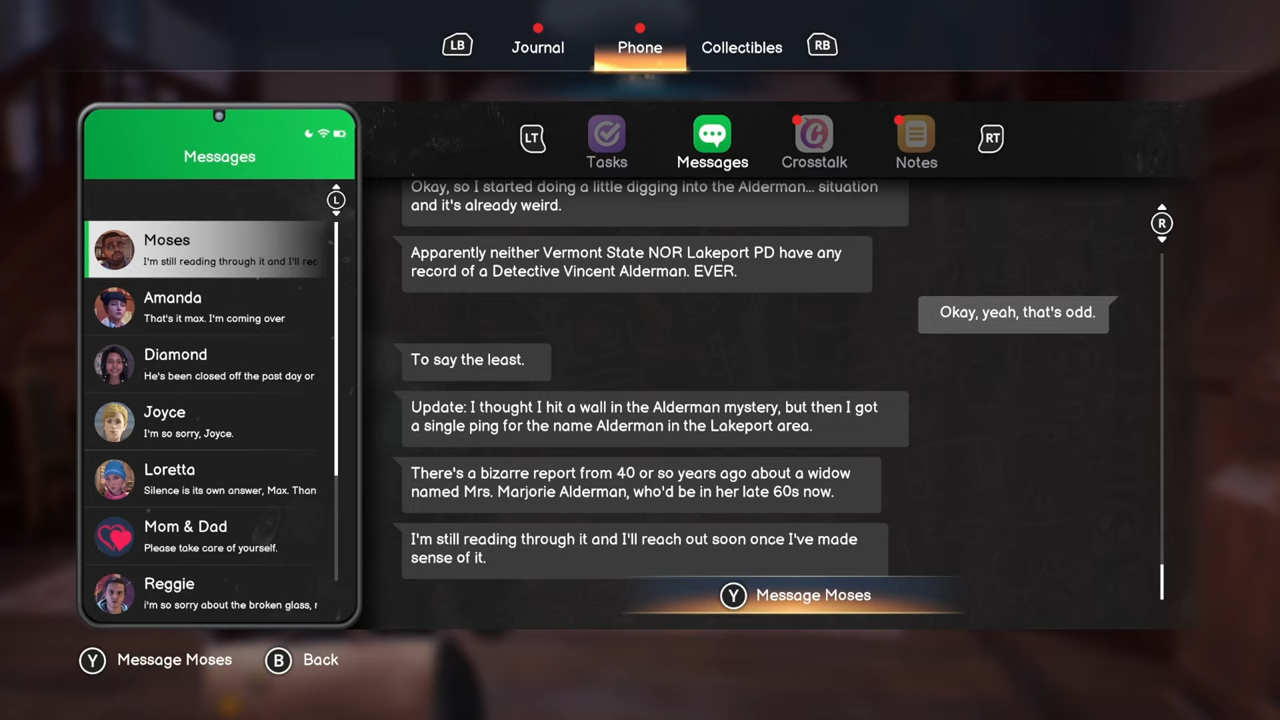 LB
Journal
Phone
Collectibles
RB
Messages
L
Moses
I'm still reading through it and I'll rec
Amanda
That's it max. I'm coming over
Diamond
He's been closed off the past day or
Joyce
I'm so sorry, Joyce.
Loretta
Silence is its own answer, Max. Than
Mom & Dad
Please take care of yourself.
Reggie
i'm so sorry about the broken glass, r
LT
Tasks
Messages
Crosstalk
Notes
RT
Okay, so I started doing a little digging into the Alderman... situation
and it's already weird.
Apparently neither Vermont State NOR Lakeport PD have any
record of a Detective Vincent Alderman. EVER.
Okay, yeah, that's odd.
To say the least.
Update: I thought I hit a wall in the Alderman mystery, but then I got
a single ping for the name Alderman in the Lakeport area.
There's a bizarre report from 40 or so years ago about a widow
named Mrs. Marjorie Alderman, who'd be in her late 60s now.
I'm still reading through it and I'll reach out soon once I've made
sense of it.
R
Y Message Moses
Y Message Moses
B Back